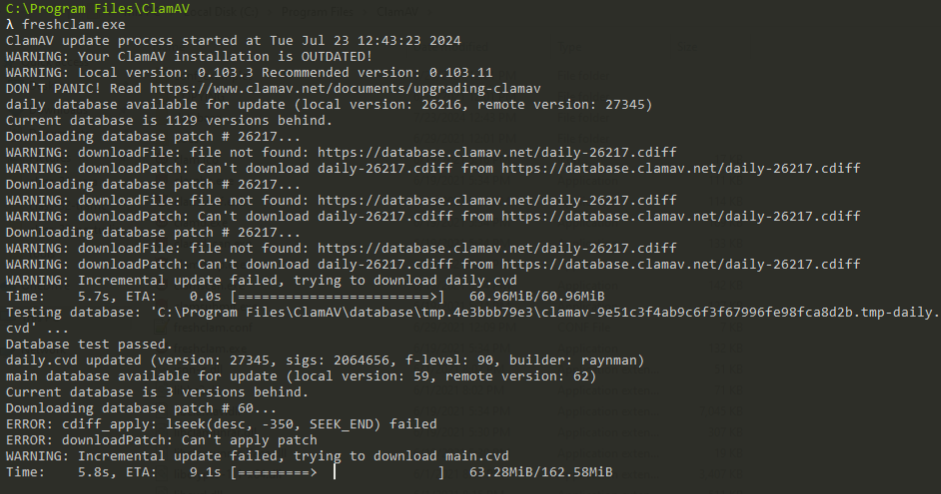 C:\Program Files\ClamAV
λ freshclam.exe
ClamAV update process started at Tue Jul 23 12:43:23 2024
WARNING: Your ClamAV installation is OUTDATED!
WARNING: Local version: 0.103.3 Recommended version: 0.103.11
DON'T PANIC! Read https://www.clamav.net/documents/upgrading-clamav
daily database available for update (local version: 26216, remote version: 27345)
Current database is 1129 versions behind.
Downloading database patch # 26217...
WARNING: downloadFile: file not found: https://database.clamav.net/daily-26217.cdiff
WARNING: downloadPatch: Can't download daily-26217.cdiff from https://database.clamav.net/daily-26217.cdiff
Downloading database patch # 26217...
WARNING: downloadFile: file not found: https://database.clamav.net/daily-26217.cdiff
WARNING: downloadPatch: Can't download daily-26217.cdiff from https://database.clamav.net/daily-26217.cdiff
Downloading database patch # 26217...
WARNING: downloadFile: file not found: https://database.clamav.net/daily-26217.cdiff
WARNING: downloadPatch: Can't download daily-26217.cdiff from https://database.clamav.net/daily-26217.cdiff
WARNING: Incremental update failed, trying to download daily.cvd
Time:    5.7s, ETA:    0.0s [========================>]   60.96MiB/60.96MiB
Testing database: 'C:\Program Files\ClamAV\database\tmp.4e3bbb79e3\clamav-9e51c3f4ab9c6f3f67996fe98fca8d2b.tmp-daily.
cvd' ...
Database test passed.
daily.cvd updated (version: 27345, sigs: 2064656, f-level: 90, builder: raynman)
main database available for update (local version: 59, remote version: 62)
Current database is 3 versions behind.
Downloading database patch # 60...
ERROR: cdiff_apply: lseek(desc, -350, SEEK_END) failed
ERROR: downloadPatch: Can't apply patch
WARNING: Incremental update failed, trying to download main.cvd
Time:    5.8s, ETA:    9.1s [=========>               ]   63.28MiB/162.58MiB